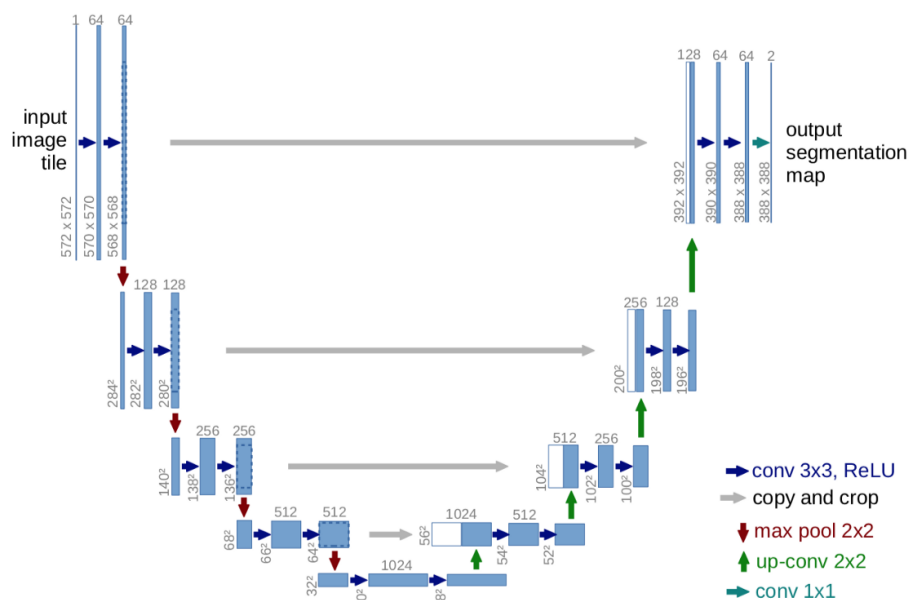 1 64 64
input
image
tile
572 x 572
570 x 570
568 x 568
128 64 64 2
output
segmentation
map
392 x 392
390 x 390
388 x 388
388 x 388
128 128
284²
282²
280²
256 128
200²
198²
196²
256 256
140²
138²
136²
512 256
104²
102²
100²
512 512
68²
66²
64²
1024 512
56²
54²
52²
1024
32²
conv 3x3, ReLU
copy and crop
max pool 2x2
up-conv 2x2
conv 1x1